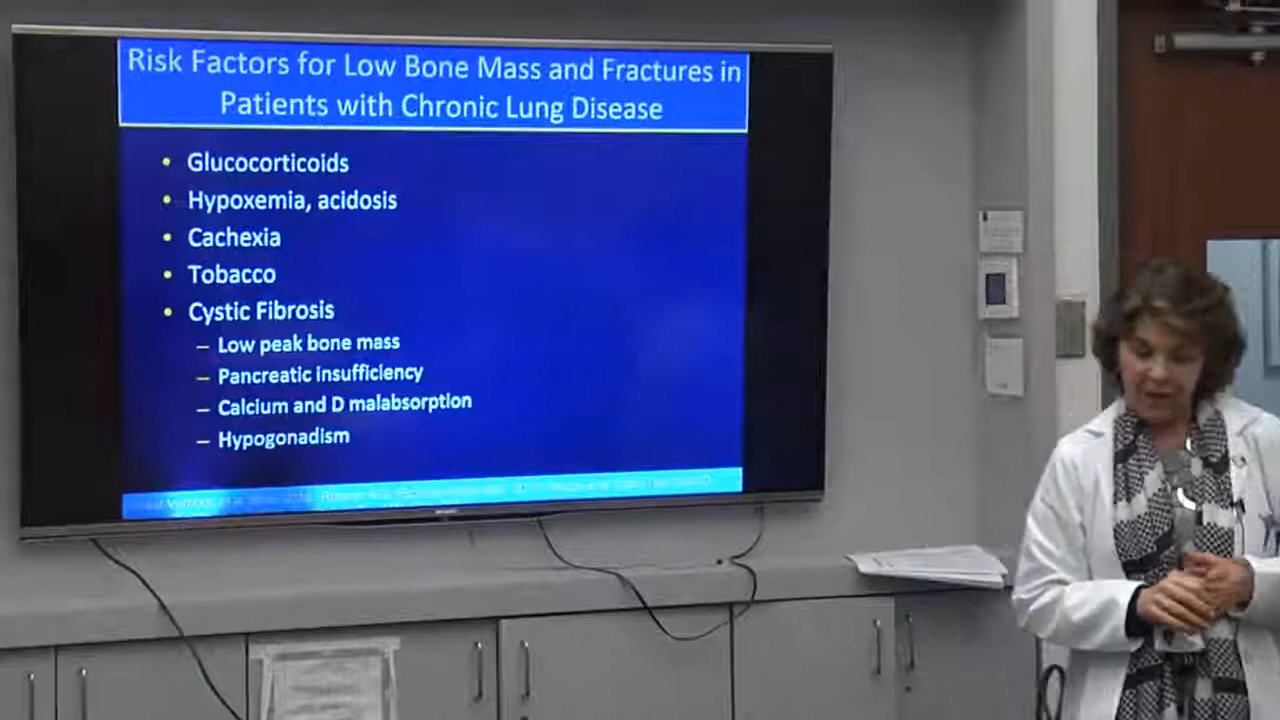 Risk Factors for Low Bone Mass and Fractures in
Patients with Chronic Lung Disease
• Glucocorticoids
• Hypoxemia, acidosis
• Cachexia
• Tobacco
• Cystic Fibrosis
– Low peak bone mass
– Pancreatic insufficiency
– Calcium and D malabsorption
– Hypogonadism